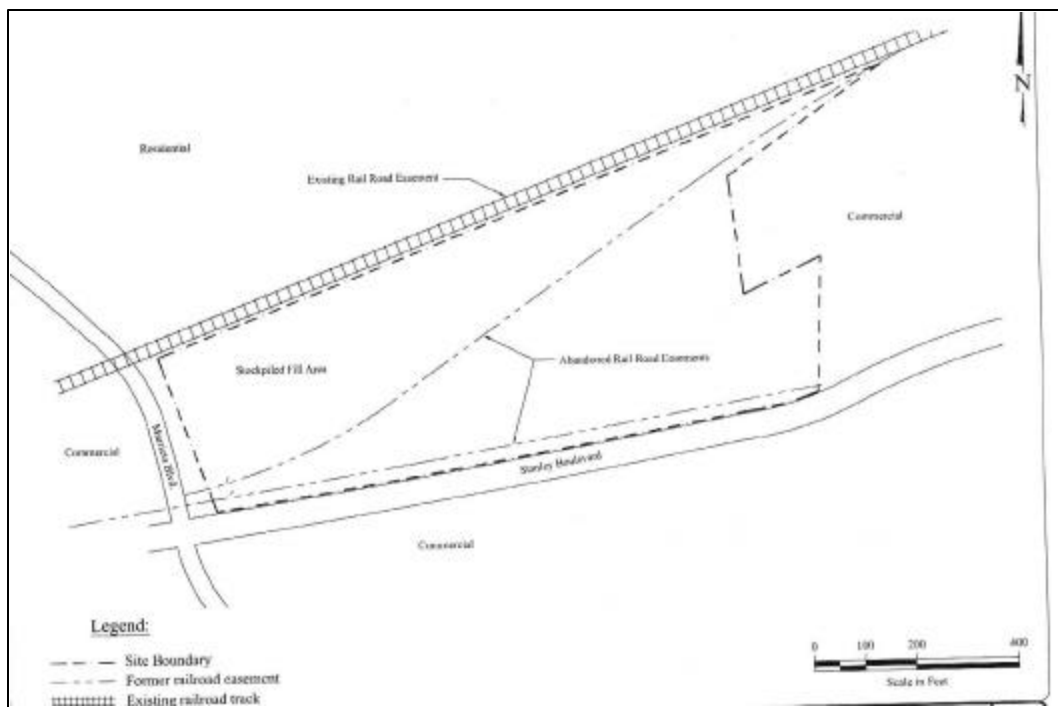 N
Residential
Existing Rail Road Easement
Commercial
Stockpiled Fill Area
Abandoned Rail Road Easements
Commercial
Blvd.
Stanley Boulevard
Commercial
Legend:
Site Boundary
Former railroad easement
Existing railroad track
0 100 200 400
Scale in Feet